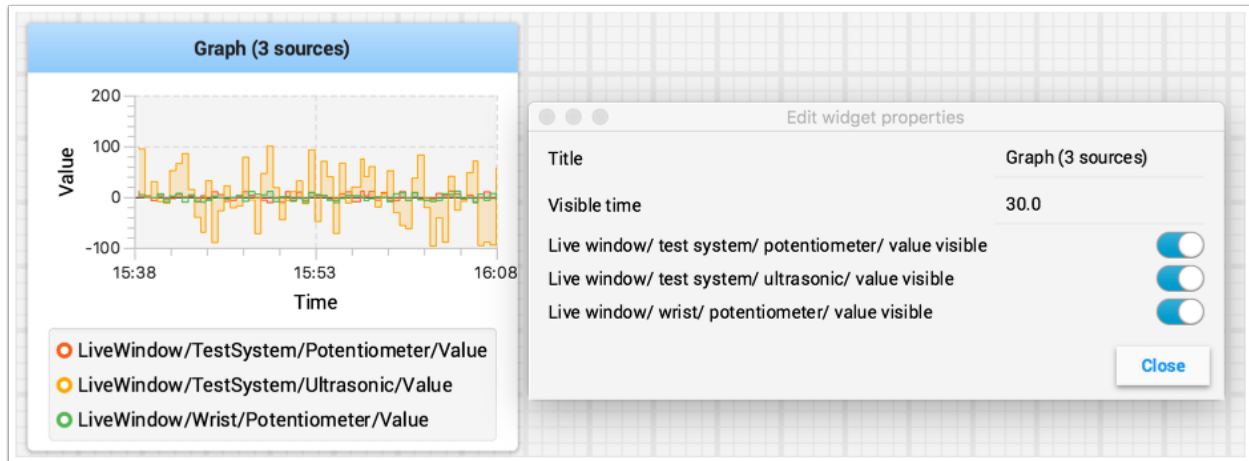 Graph (3 sources)
200
100
0
-100
Value
15:38
15:53
16:08
Time
LiveWindow/TestSystem/Potentiometer/Value
LiveWindow/TestSystem/Ultrasonic/Value
LiveWindow/Wrist/Potentiometer/Value
Edit widget properties
Title
Graph (3 sources)
Visible time
30.0
Live window/ test system/ potentiometer/ value visible
Live window/ test system/ ultrasonic/ value visible
Live window/ wrist/ potentiometer/ value visible
Close